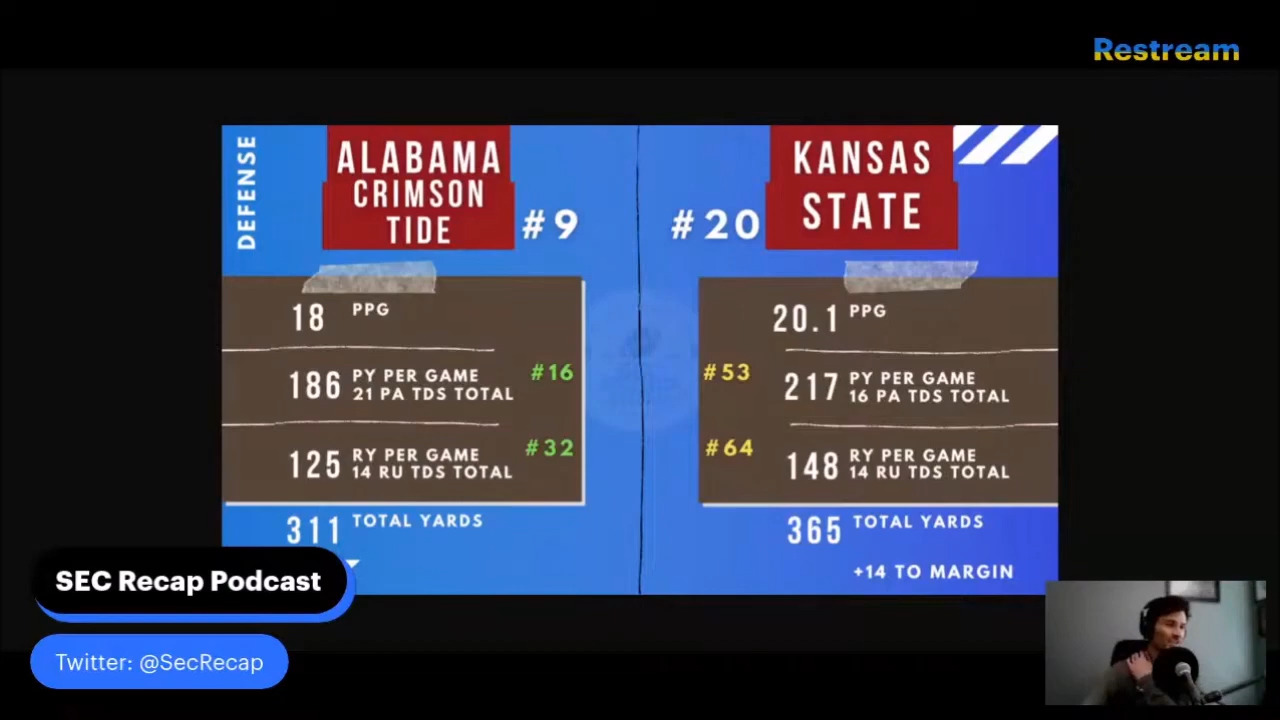 Restream
DEFENSE
ALABAMA
CRIMSON
TIDE
#9
18 PPG
186 PY PER GAME
21 PA TDS TOTAL
#16
125 RY PER GAME
14 RU TDS TOTAL
#32
311 TOTAL YARDS
#20
KANSAS
STATE
20.1 PPG
#53
217 PY PER GAME
16 PA TDS TOTAL
#64
148 RY PER GAME
14 RU TDS TOTAL
365 TOTAL YARDS
+14 TO MARGIN
SEC Recap Podcast
Twitter: @SecRecap